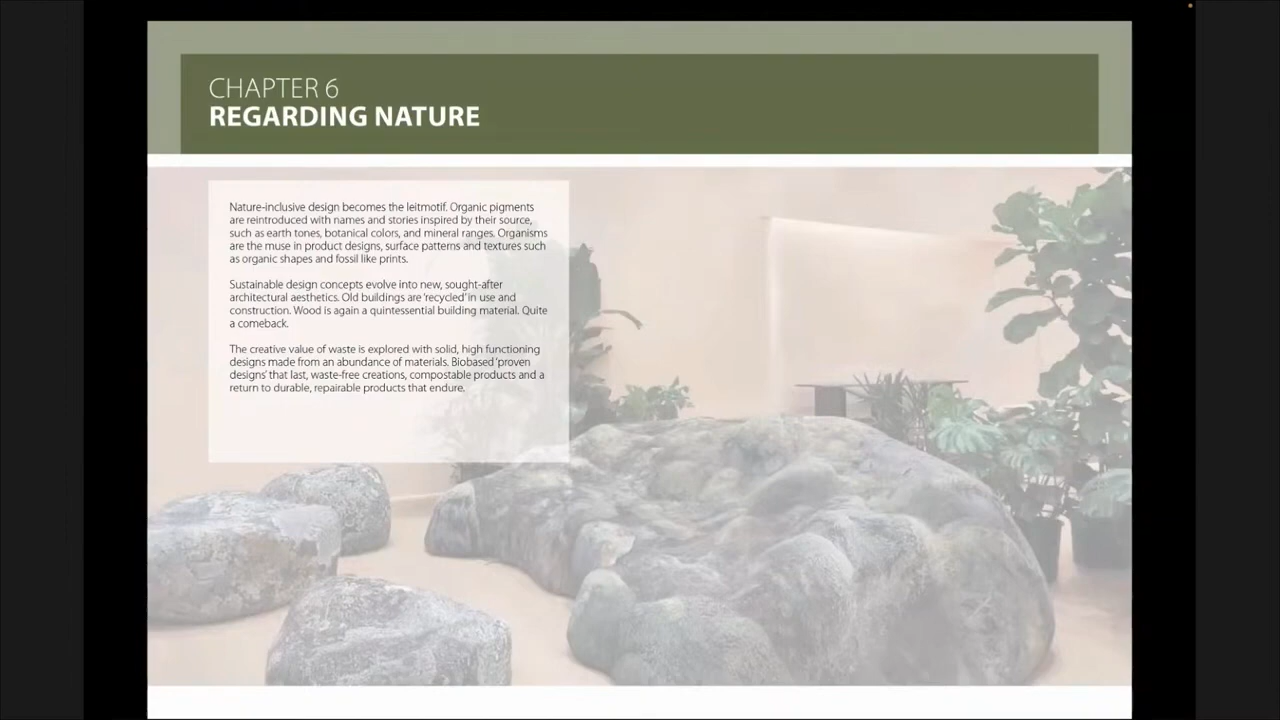 CHAPTER 6
REGARDING NATURE
Nature-inclusive design becomes the leitmotif. Organic pigments
are reintroduced with names and stories inspired by their source,
such as earth tones, botanical colors, and mineral ranges. Organisms
are the muse in product designs, surface patterns and textures such
as organic shapes and fossil like prints.
Sustainable design concepts evolve into new, sought-after
architectural aesthetics. Old buildings are 'recycled' in use and
construction. Wood is again a quintessential building material. Quite
a comeback.
The creative value of waste is explored with solid, high functioning
designs made from an abundance of materials. Biobased 'proven
designs' that last, waste-free creations, compostable products and a
return to durable, repairable products that endure.